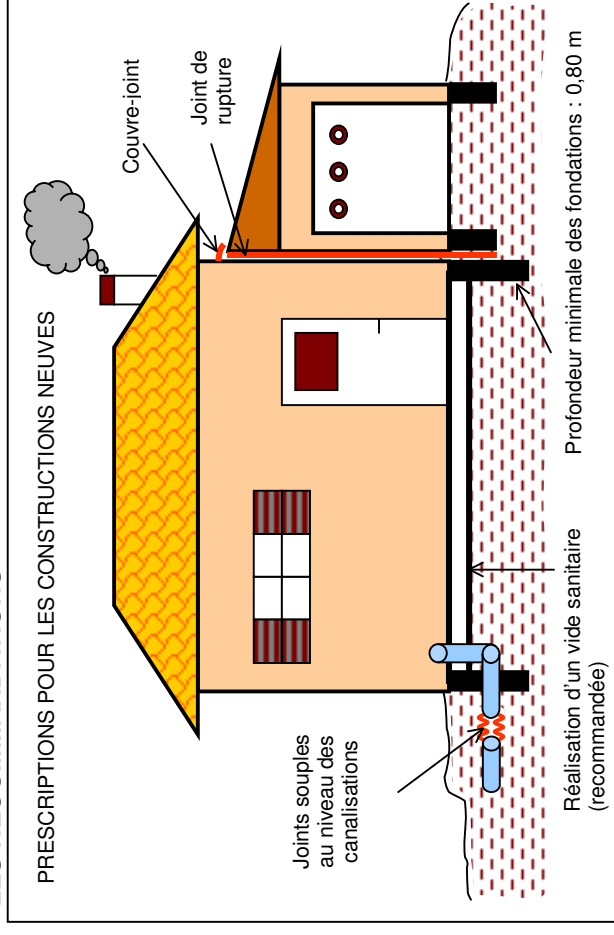 PRESCRIPTIONS POUR LES CONSTRUCTIONS NEUVES
Couvre-joint
Joint de
rupture
Joints souples
au niveau des
canalisations
Réalisation d'un vide sanitaire
(recommandée)
Profondeur minimale des fondations : 0,80 m